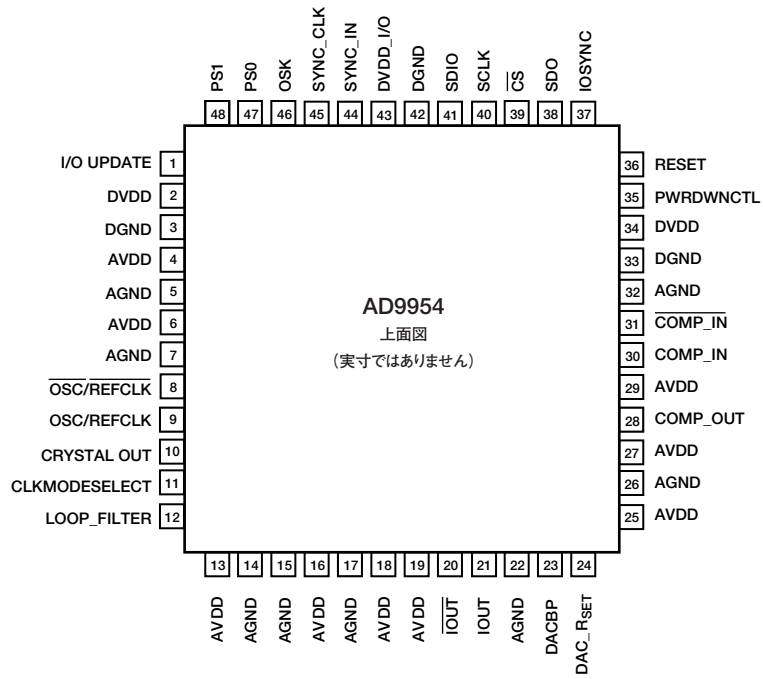 PS1
PS0
OSK
SYNC_CLK
SYNC_IN
DVDD_I/O
DGND
SDIO
SCLK
CS
SDO
IOSYNC
48
47
46
45
44
43
42
41
40
39
38
37
I/O UPDATE 1
DVDD 2
DGND 3
AVDD 4
AGND 5
AVDD 6
AGND 7
OSC/REFCLK 8
OSC/REFCLK 9
CRYSTAL OUT 10
CLKMODESELECT 11
LOOP_FILTER 12
AD9954
上面図
(実寸ではありません)
36 RESET
35 PWRDWNCTL
34 DVDD
33 DGND
32 AGND
31 COMP_IN
30 COMP_IN
29 AVDD
28 COMP_OUT
27 AVDD
26 AGND
25 AVDD
13
14
15
16
17
18
19
20
21
22
23
24
AVDD
AGND
AGND
AVDD
AGND
AVDD
AVDD
IOUT
IOUT
AGND
DACBP
DAC_RSET